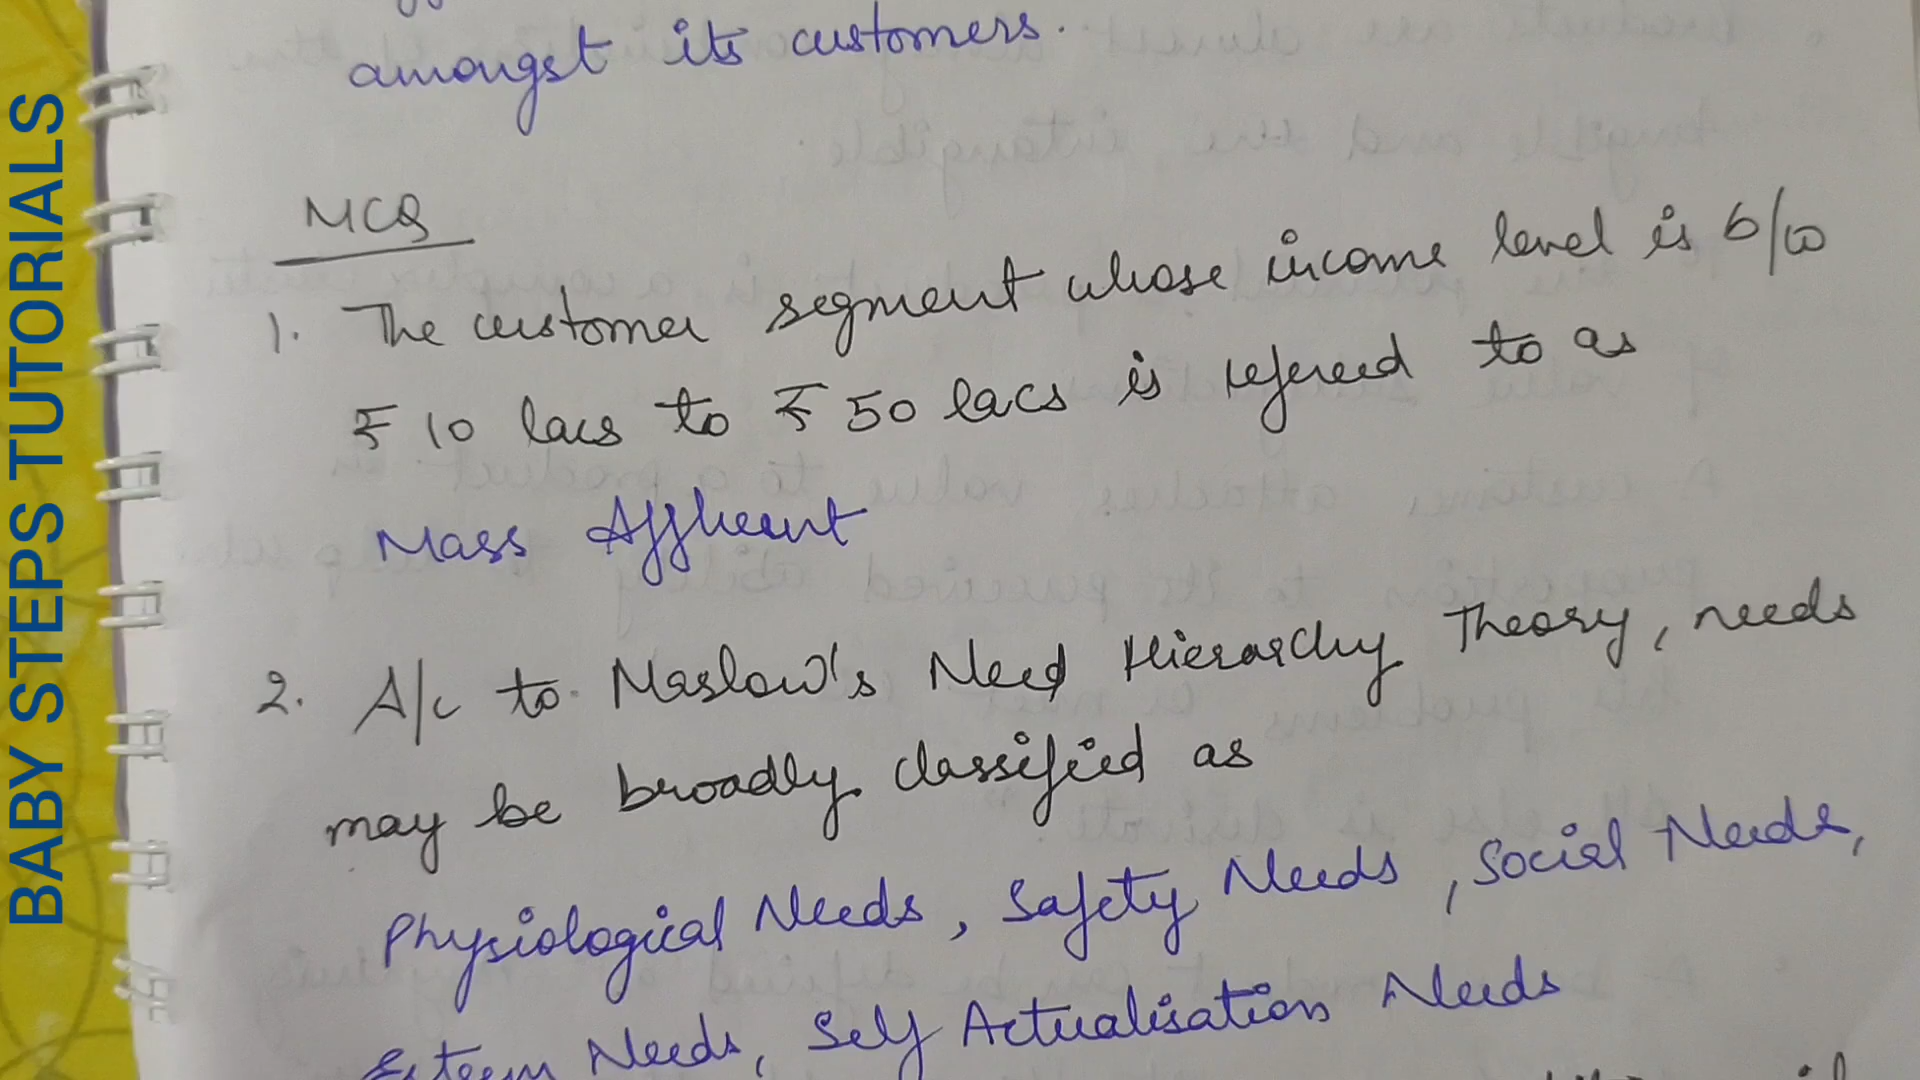 BABY STEPS TUTORIALS
amongst its customers.
MCQ
1. The customer segment whose income level is b/w
₹ 10 lacs to ₹ 50 lacs is refereed to as
Mass Affluent
2. A/c to Maslow's Need Hierarchy Theory, needs
may be broadly classified as
Physiological Needs, Safety Needs, Social Needs,
Esteem Needs, Self Actualisation Needs